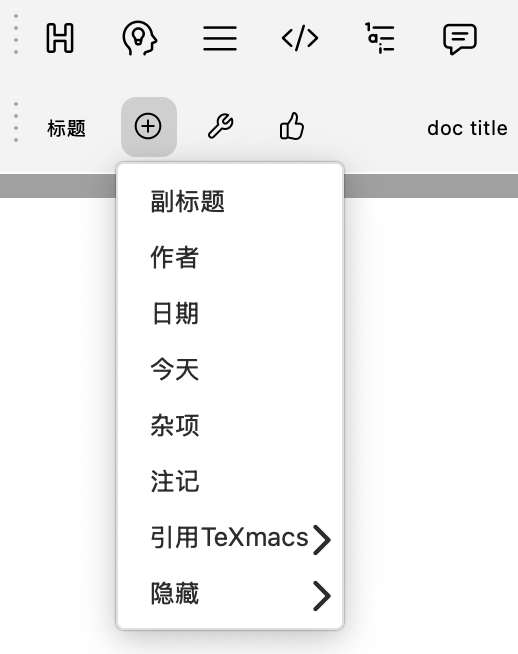 标题
doc title
副标题
作者
日期
今天
杂项
注记
引用TeXmacs
隐藏